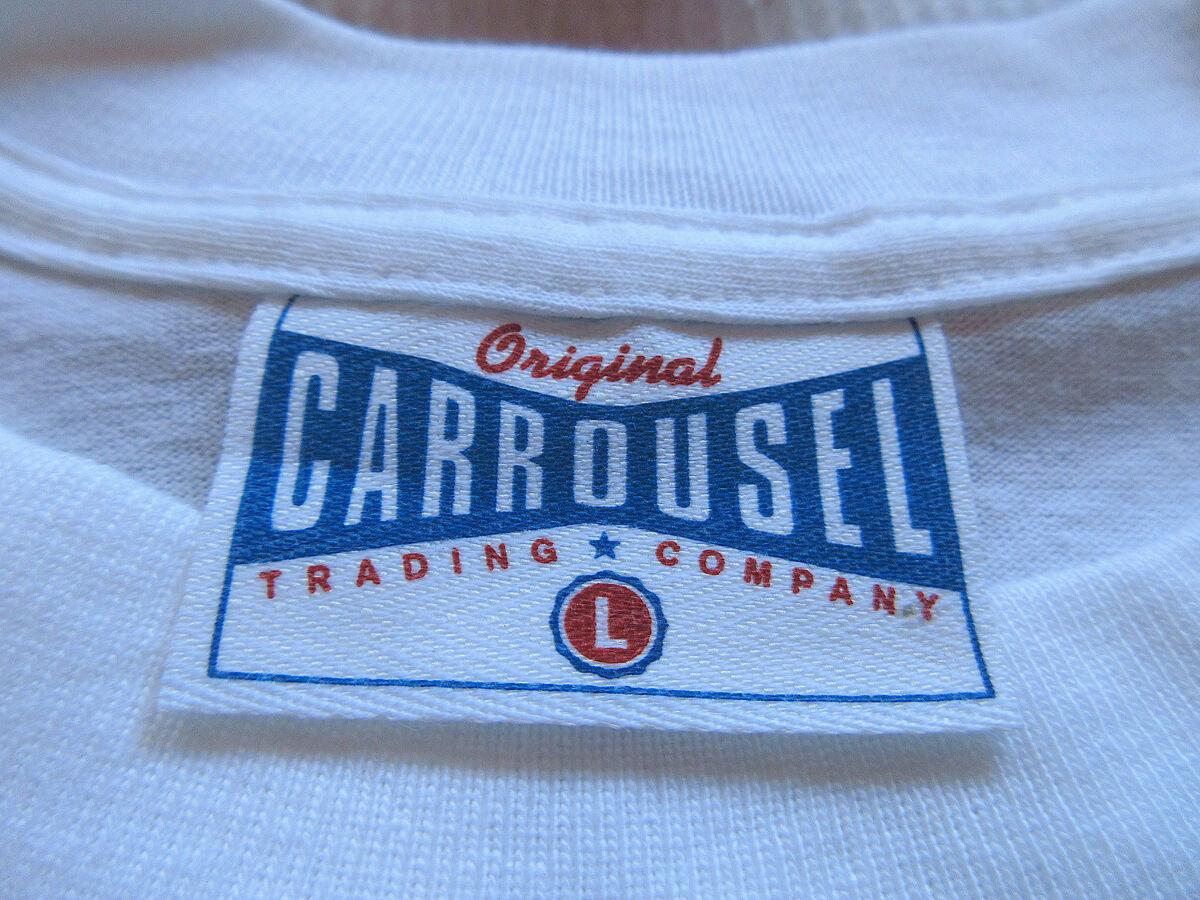 Original
CARROUSEL
TRADING ★ COMPANY
L